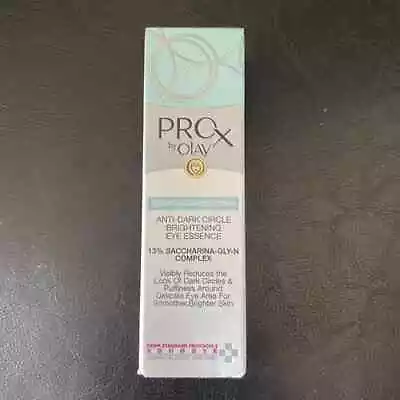 PROX
by OLAY
ANTI-DARK CIRCLE
BRIGHTENING
EYE ESSENCE
13% SACCHARINA-GLY-N
COMPLEX
Visibly Reduces the
Look Of Dark Circles &
Puffiness Around
Delicate Eye Area For
Smoother, Brighter Skin